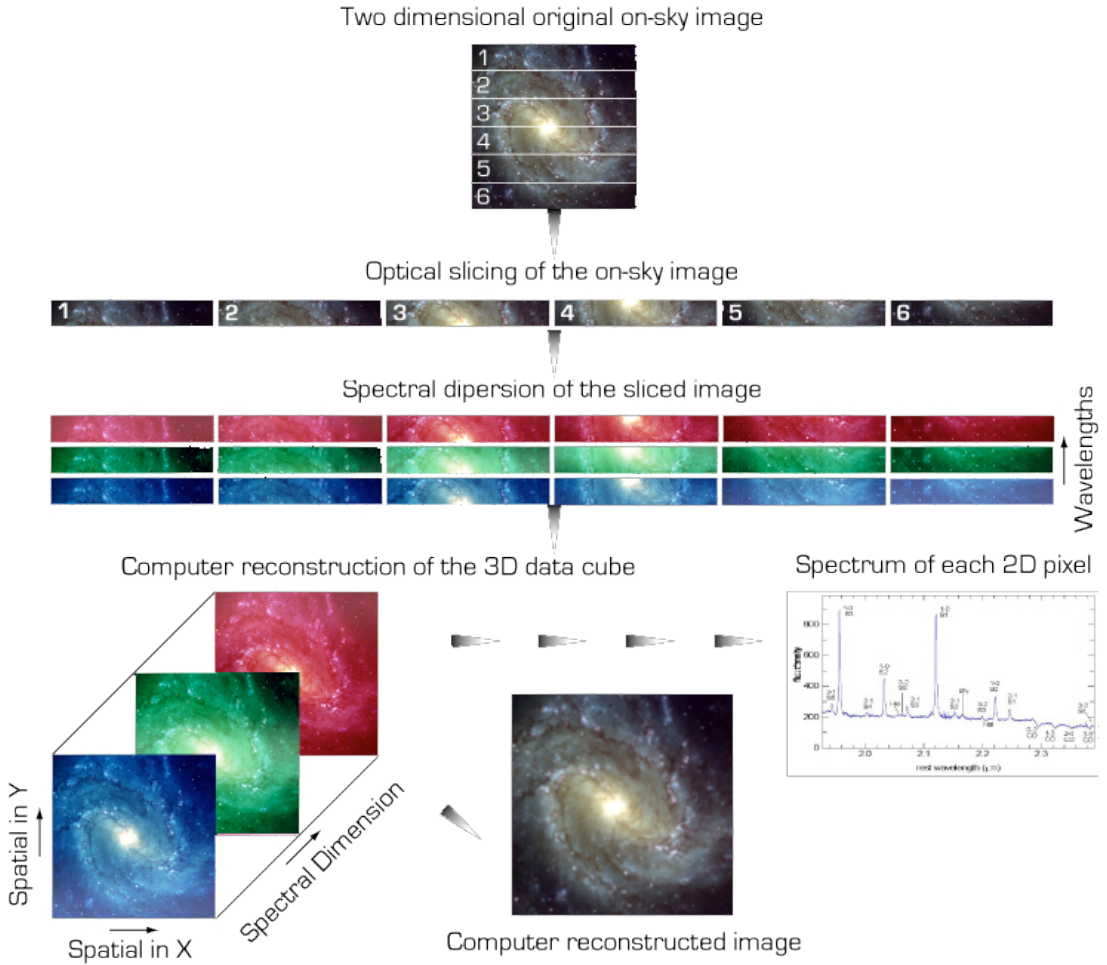 Two dimensional original on-sky image
1
2
3
4
5
6
Optical slicing of the on-sky image
1 2 3 4 5 6
Spectral dipersion of the sliced image
Wavelengths
Computer reconstruction of the 3D data cube
Spectrum of each 2D pixel
800
600
400
200
0
2.0 2.1 2.2 2.3
rest wavelength (μm)
Spatial in Y
Spatial in X
Spectral Dimension
Computer reconstructed image